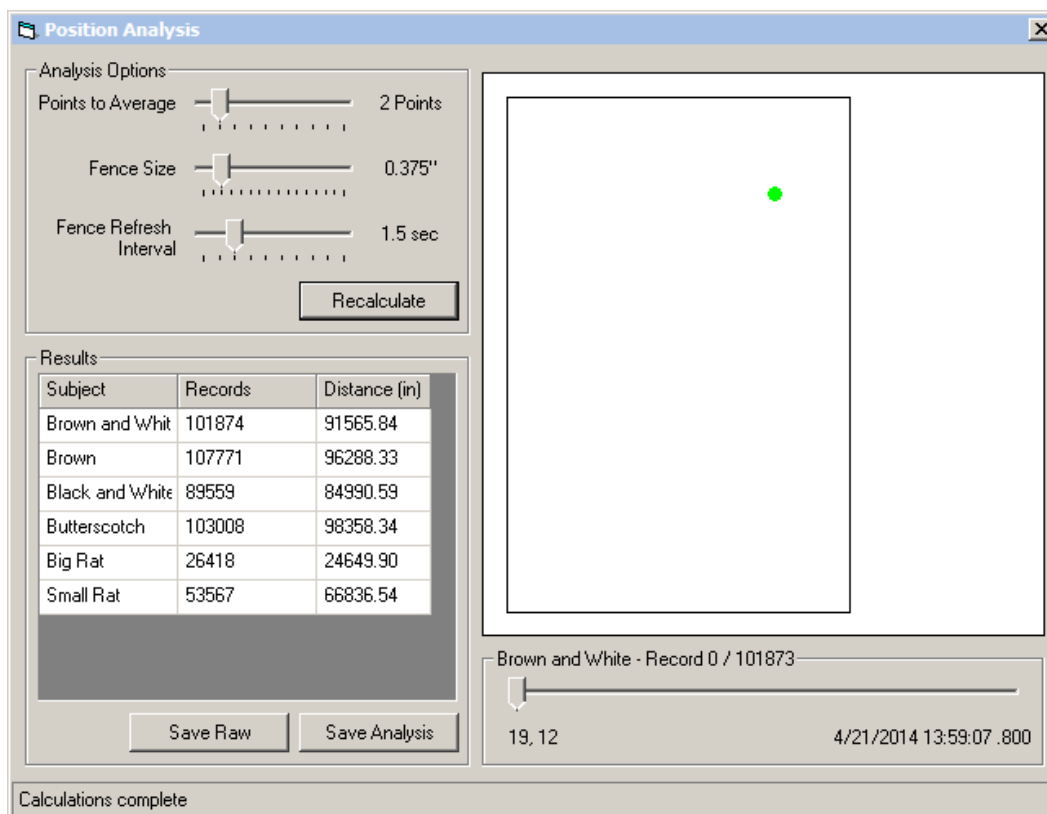 Position Analysis
Analysis Options
Points to Average 2 Points
Fence Size 0.375"
Fence Refresh
Interval 1.5 sec
Recalculate
Results
Subject Records Distance (in)
Brown and Whit 101874 91565.84
Brown 107771 96288.33
Black and White 89559 84990.59
Butterscotch 103008 98358.34
Big Rat 26418 24649.90
Small Rat 53567 66836.54
Save Raw Save Analysis
Brown and White - Record 0 / 101873
19, 12 4/21/2014 13:59:07 .800
Calculations complete